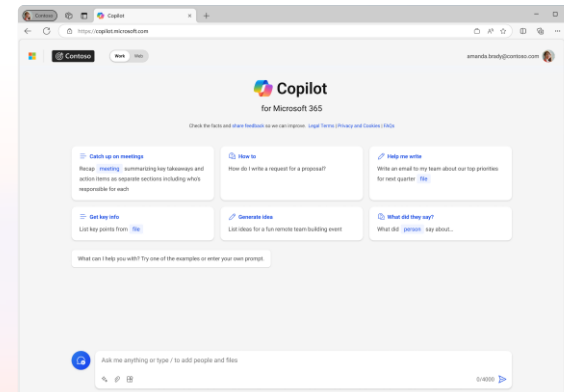 Contoso
Copilot
https://copilot.microsoft.com
Contoso
Work Web
amanda.brady@contoso.com
Copilot
for Microsoft 365
Check the facts and share feedback so we can improve. Legal Terms | Privacy and Cookies | FAQs
Catch up on meetings
Recap meeting summarizing key takeaways and
action items as separate sections including who's
responsible for each
How to
How do I write a request for a proposal?
Help me write
Write an email to my team about our top priorities
for next quarter file
Get key info
List key points from file
Generate idea
List ideas for a fun remote team building event
What did they say?
What did person say about...
What can I help you with? Try one of the examples or enter your own prompt.
Ask me anything or type / to add people and files
0/4000